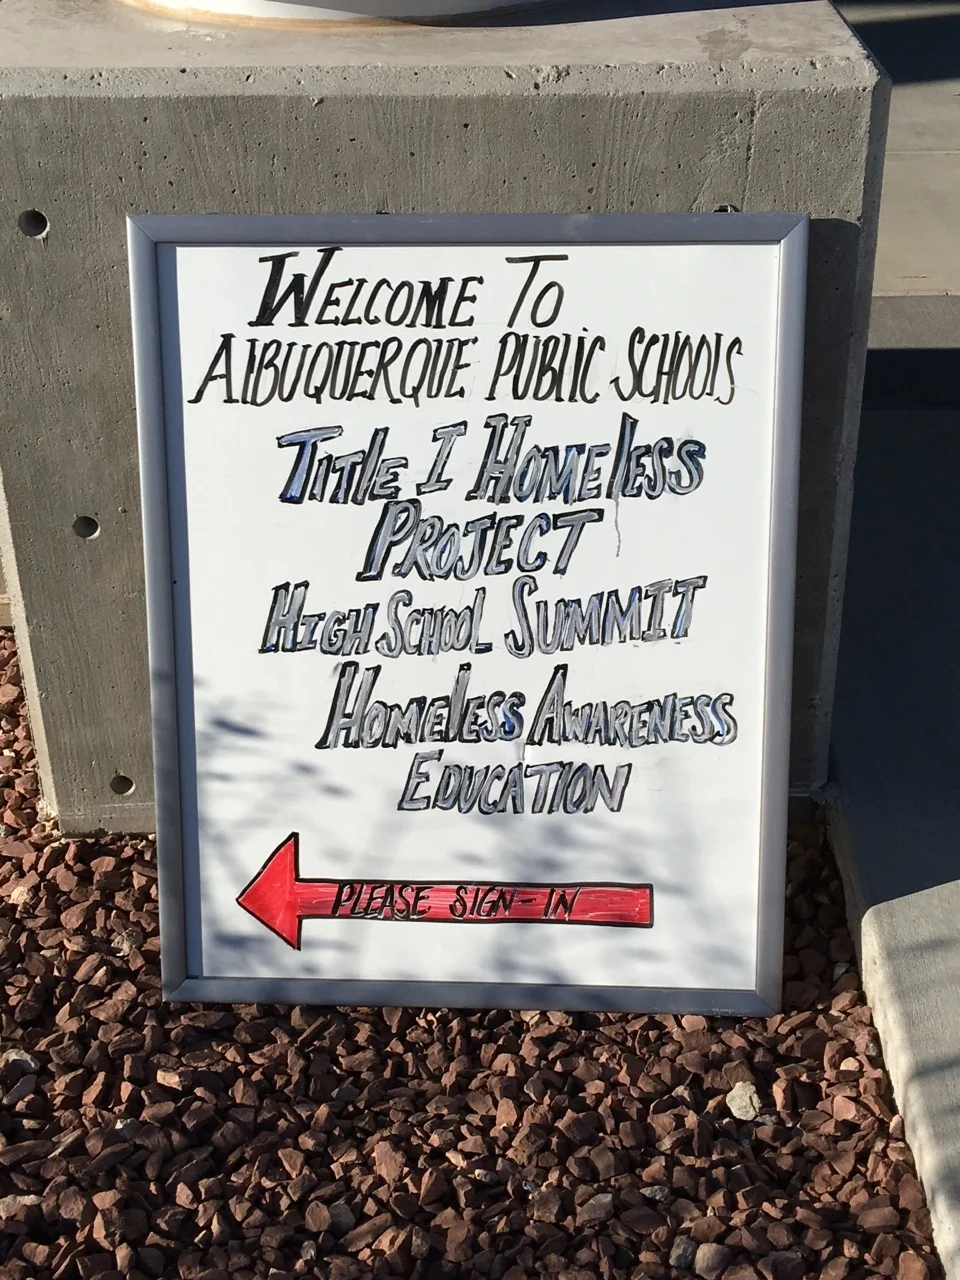 WELCOME TO
AlBUQUERQUE PUBLIC SCHOOlS
TITlE I HOMElESS
PROJECT
HIGH SCHOOL SUMMIT
HOMElESS AWARENESS
EDUCATION
PLEASE SIGN-IN